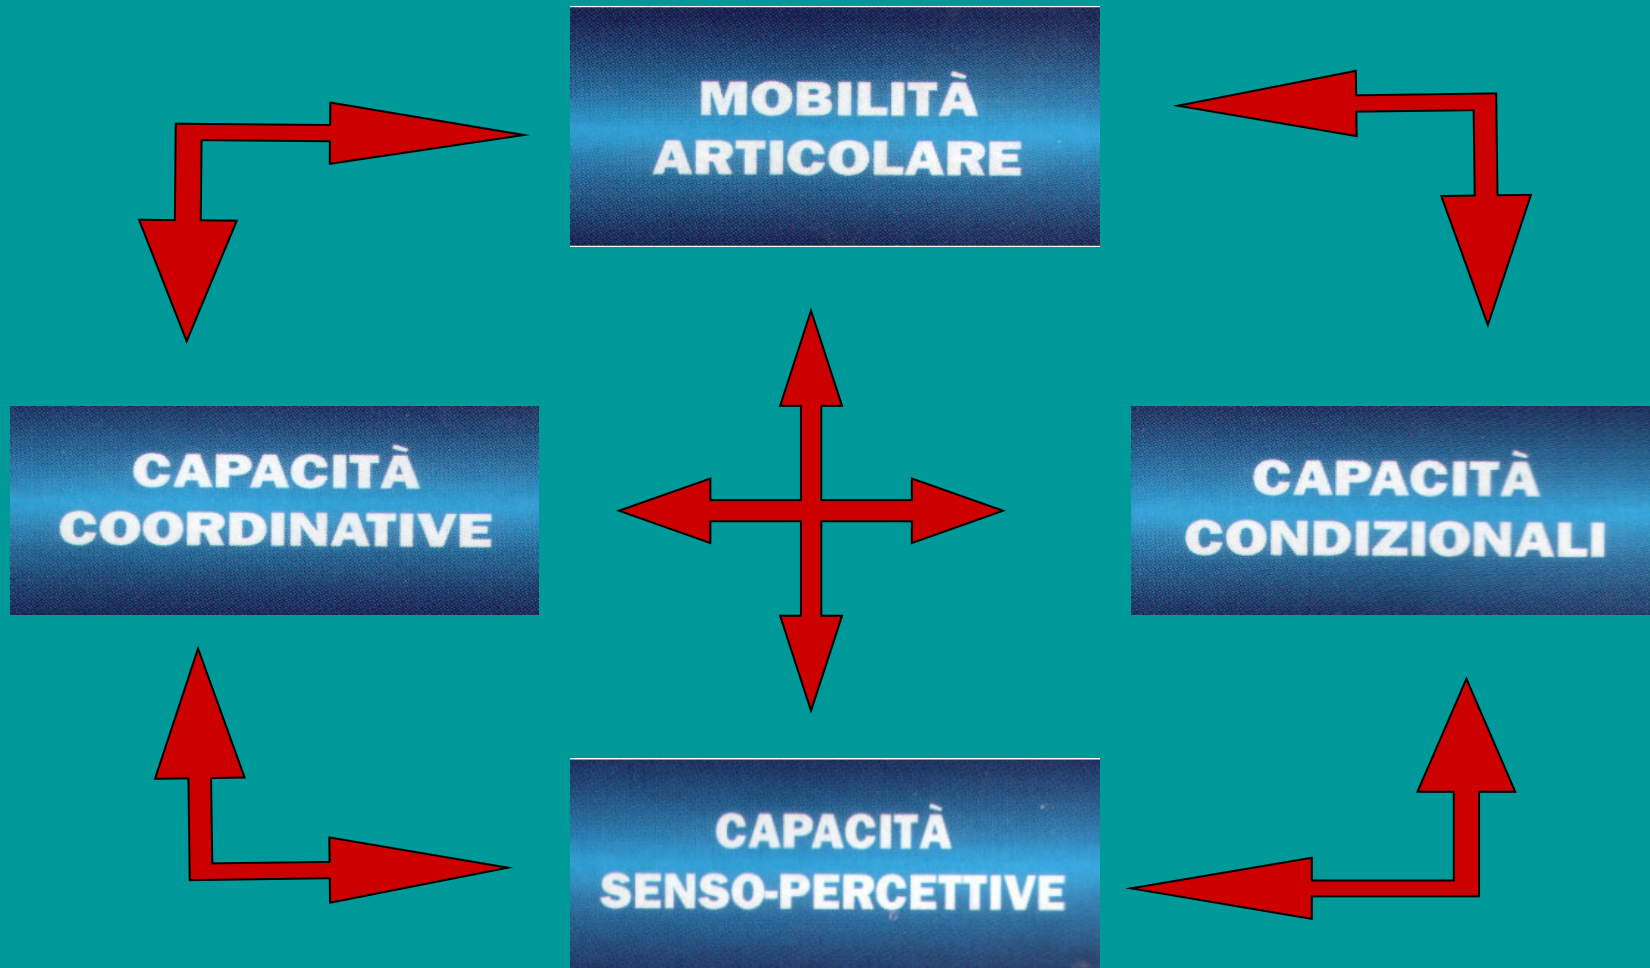 MOBILITÀ
ARTICOLARE
CAPACITÀ
COORDINATIVE
CAPACITÀ
CONDIZIONALI
CAPACITÀ
SENSO-PERCETTIVE